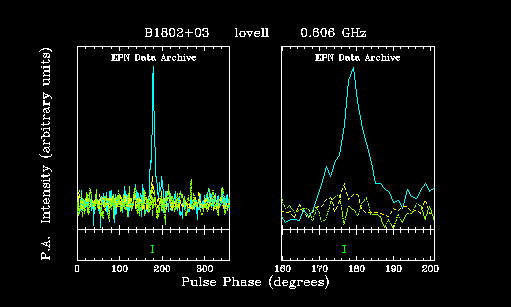 B1802+03 lovell 0.606 GHz
EPN Data Archive EPN Data Archive
P.A. Intensity (arbitrary units)
I I
0 100 200 300 160 170 180 190 200
Pulse Phase (degrees)